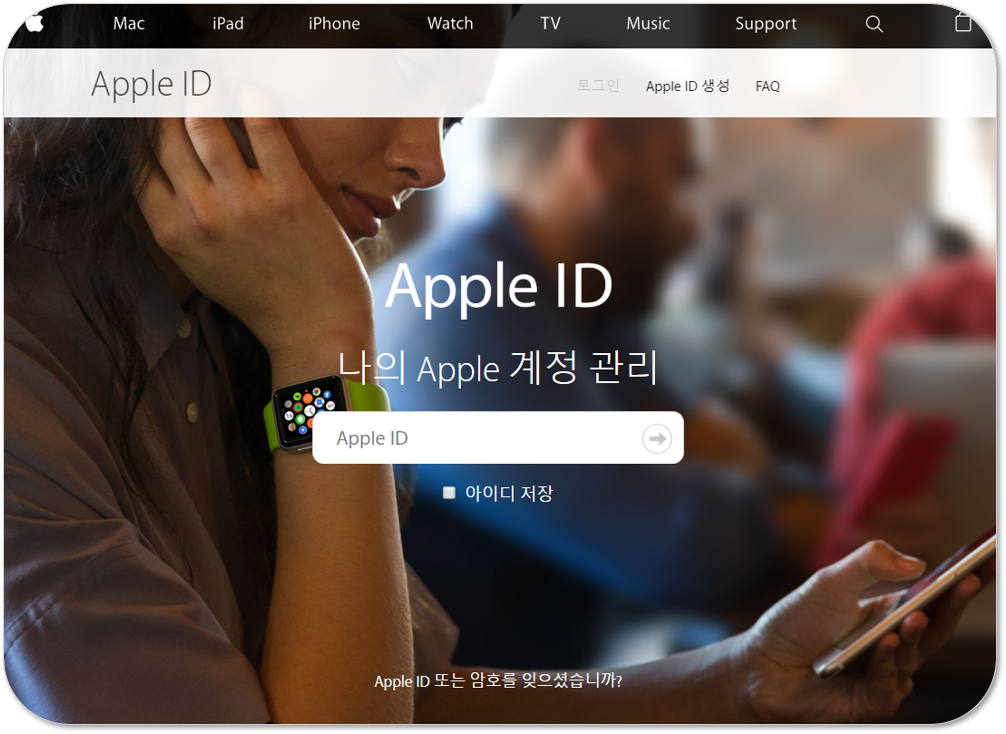 Mac iPad iPhone Watch TV Music Support
Apple ID 로그인 Apple ID 생성 FAQ
Apple ID
나의 Apple 계정 관리
Apple ID
아이디 저장
Apple ID 또는 암호를 잊으셨습니까?